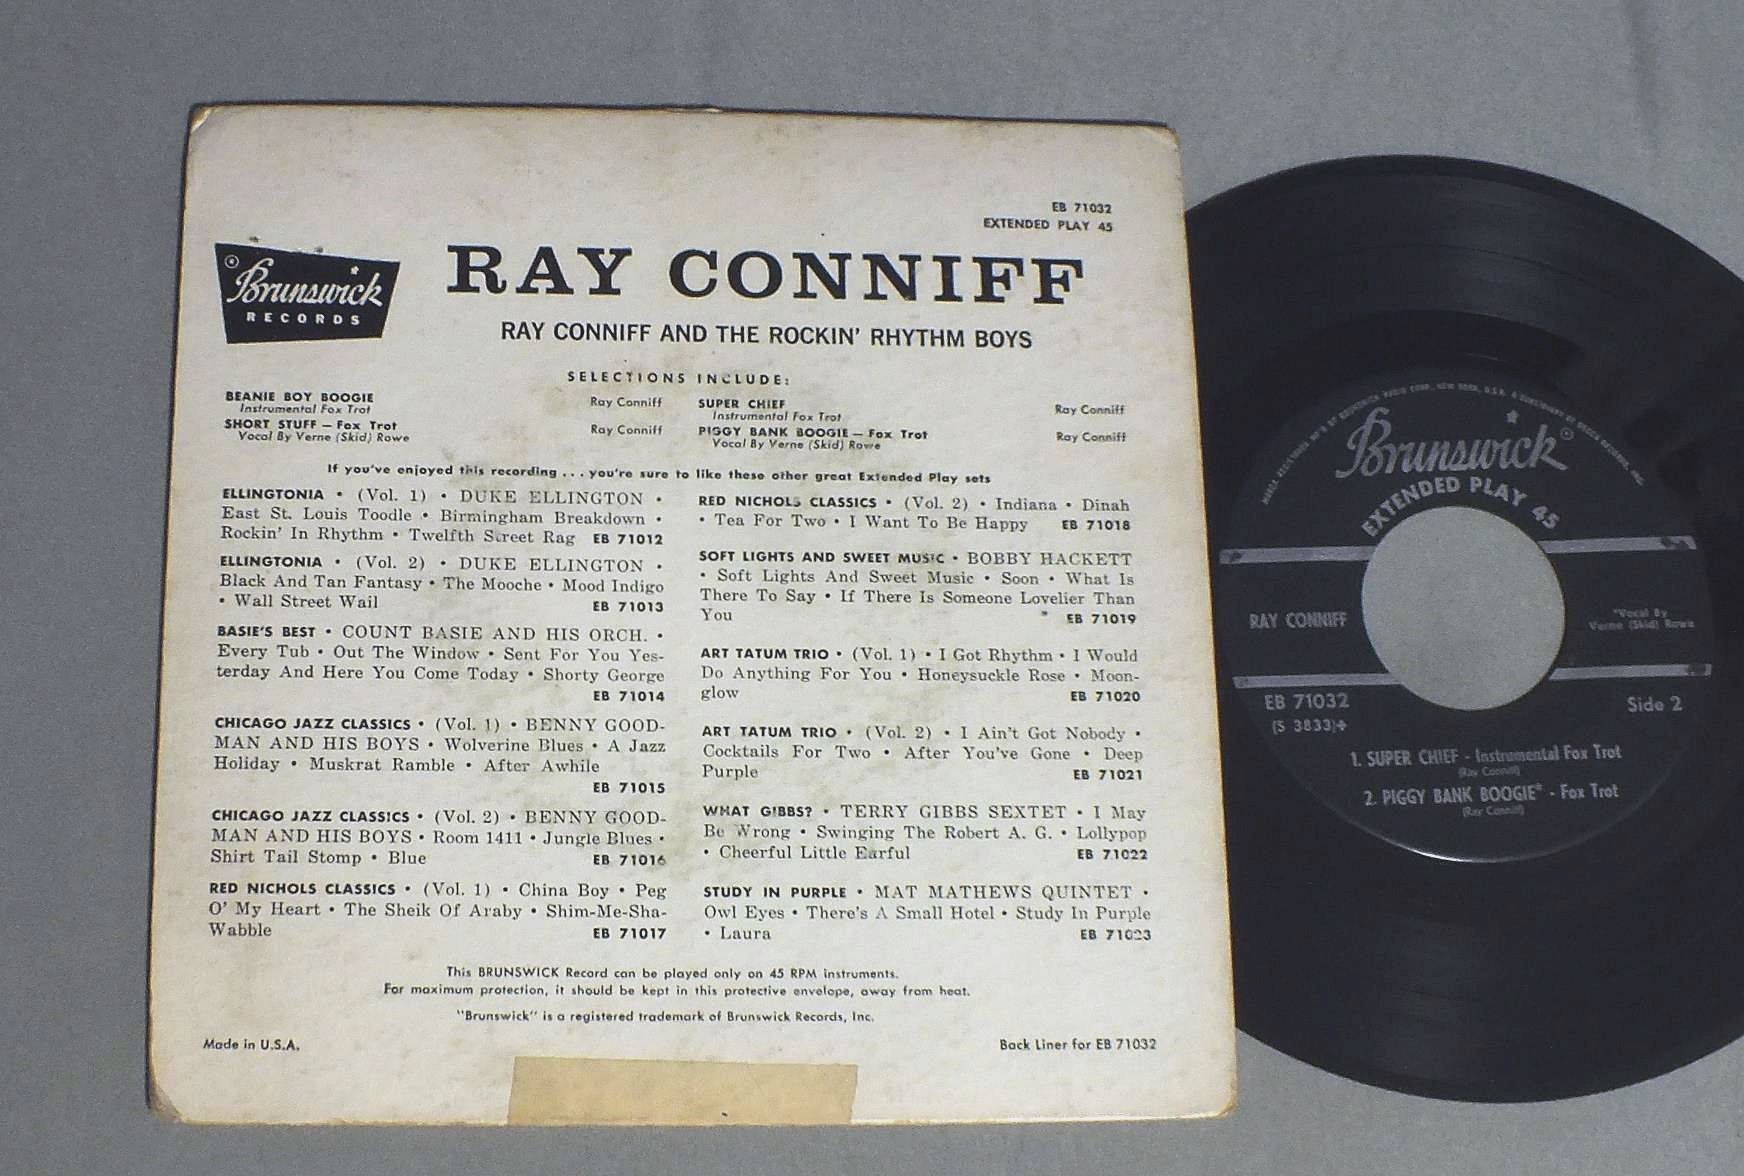 EB 71032
EXTENDED PLAY 45
Brunswick
RECORDS
RAY CONNIFF
RAY CONNIFF AND THE ROCKIN' RHYTHM BOYS
SELECTIONS INCLUDE:
BEANIE BOY BOOGIE Ray Conniff
Instrumental Fox Trot
SHORT STUFF — Fox Trot Ray Conniff
Vocal By Verne (Skid) Rowe
SUPER CHIEF Ray Conniff
Instrumental Fox Trot
PIGGY BANK BOOGIE — Fox Trot Ray Conniff
Vocal By Verne (Skid) Rowe
If you've enjoyed this recording . . . you're sure to like these other great Extended Play sets
ELLINGTONIA • (Vol. 1) • DUKE ELLINGTON •
East St. Louis Toodle • Birmingham Breakdown •
Rockin' In Rhythm • Twelfth Street Rag EB 71012
ELLINGTONIA • (Vol. 2) • DUKE ELLINGTON •
Black And Tan Fantasy • The Mooche • Mood Indigo
• Wall Street Wail EB 71013
BASIE'S BEST • COUNT BASIE AND HIS ORCH. •
Every Tub • Out The Window • Sent For You Yes-
terday And Here You Come Today • Shorty George
EB 71014
CHICAGO JAZZ CLASSICS • (Vol. 1) • BENNY GOOD-
MAN AND HIS BOYS • Wolverine Blues • A Jazz
Holiday • Muskrat Ramble • After Awhile
EB 71015
CHICAGO JAZZ CLASSICS • (Vol. 2) • BENNY GOOD-
MAN AND HIS BOYS • Room 1411 • Jungle Blues •
Shirt Tail Stomp • Blue EB 71016
RED NICHOLS CLASSICS • (Vol. 1) • China Boy • Peg
O' My Heart • The Sheik Of Araby • Shim-Me-Sha-
Wabble EB 71017
RED NICHOLS CLASSICS • (Vol. 2) • Indiana • Dinah
• Tea For Two • I Want To Be Happy EB 71018
SOFT LIGHTS AND SWEET MUSIC • BOBBY HACKETT
• Soft Lights And Sweet Music • Soon • What Is
There To Say • If There Is Someone Lovelier Than
You EB 71019
ART TATUM TRIO • (Vol. 1) • I Got Rhythm • I Would
Do Anything For You • Honeysuckle Rose • Moon-
glow EB 71020
ART TATUM TRIO • (Vol. 2) • I Ain't Got Nobody •
Cocktails For Two • After You've Gone • Deep
Purple EB 71021
WHAT GIBBS? • TERRY GIBBS SEXTET • I May
Be Wrong • Swinging The Robert A. G. • Lollypop
• Cheerful Little Earful EB 71022
STUDY IN PURPLE • MAT MATHEWS QUINTET •
Owl Eyes • There's A Small Hotel • Study In Purple
• Laura EB 71023
This BRUNSWICK Record can be played only on 45 RPM instruments.
For maximum protection, it should be kept in this protective envelope, away from heat.
"Brunswick" is a registered trademark of Brunswick Records, Inc.
Made in U.S.A.
Back Liner for EB 71032
Brunswick
EXTENDED PLAY 45
RAY CONNIFF
*Vocal By
Verne (Skid) Rowe
EB 71032
(S 3833)+
Side 2
1. SUPER CHIEF - Instrumental Fox Trot
(Ray Conniff)
2. PIGGY BANK BOOGIE* - Fox Trot
(Ray Conniff)